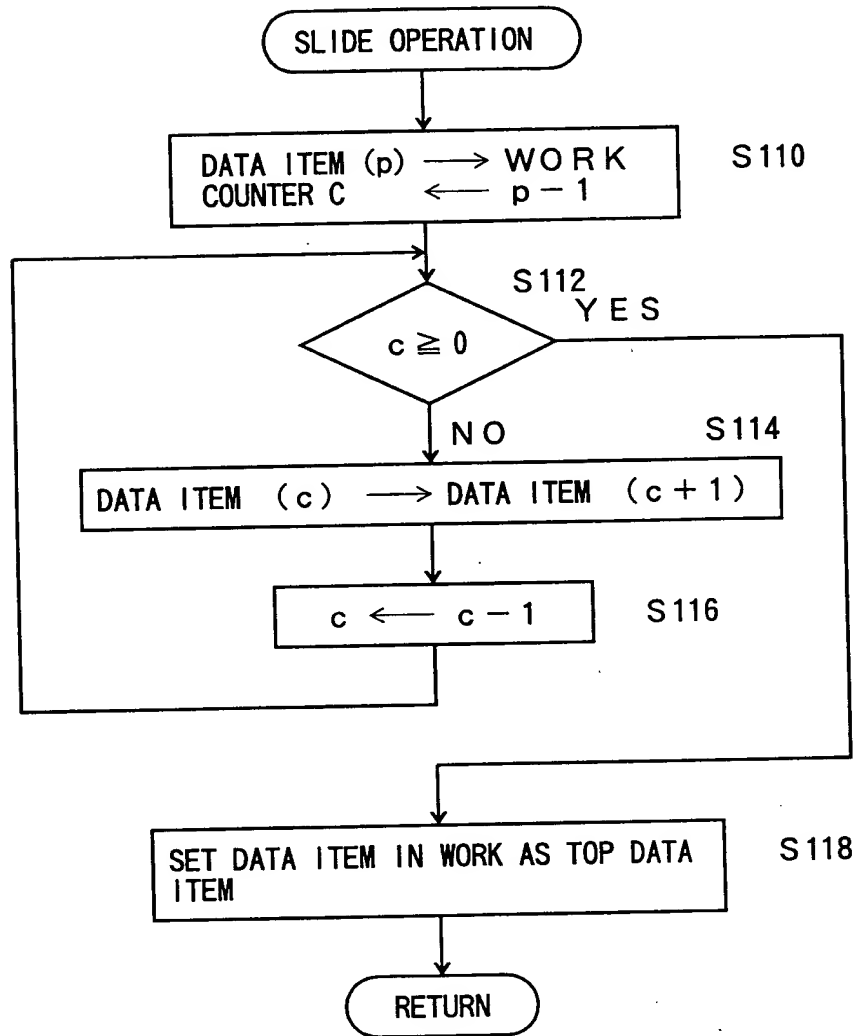 SLIDE OPERATION
DATA ITEM (p) → WORK
COUNTER C ← p-1
S110
S112
YES
c ≧ 0
NO
S114
DATA ITEM (c) → DATA ITEM (c+1)
c ← c-1
S116
SET DATA ITEM IN WORK AS TOP DATA
ITEM
S118
RETURN